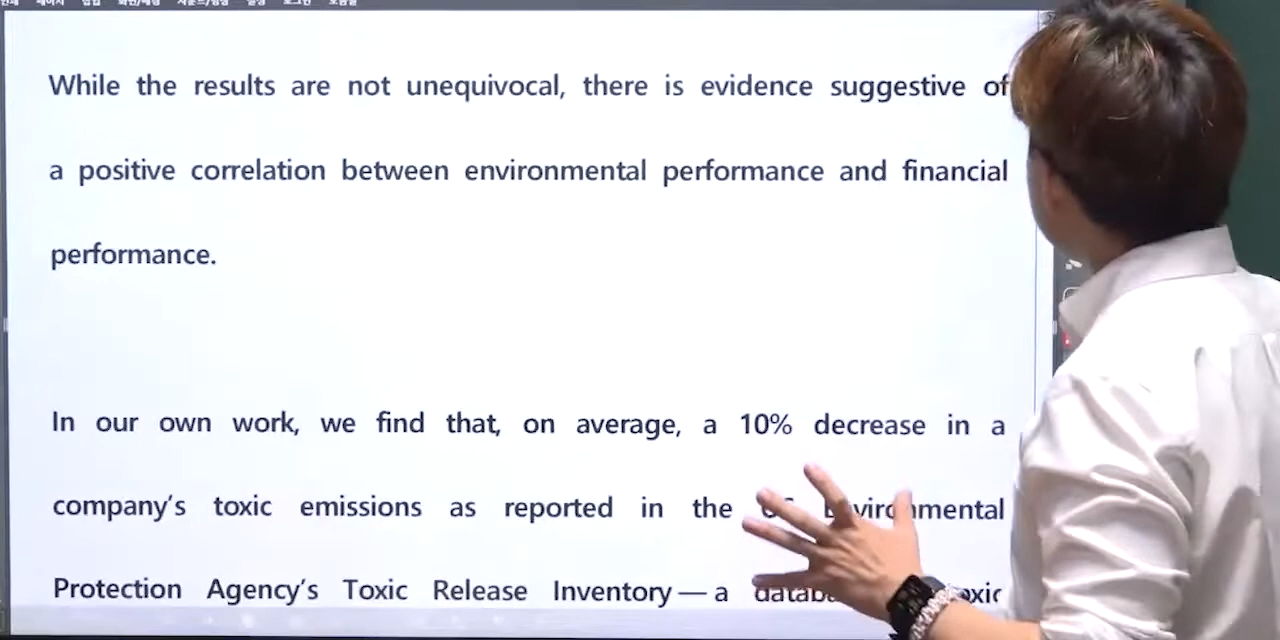 While the results are not unequivocal, there is evidence suggestive of
a positive correlation between environmental performance and financial
performance.
In our own work, we find that, on average, a 10% decrease in a
company's toxic emissions as reported in the
Protection Agency's Toxic Release Inventory — a